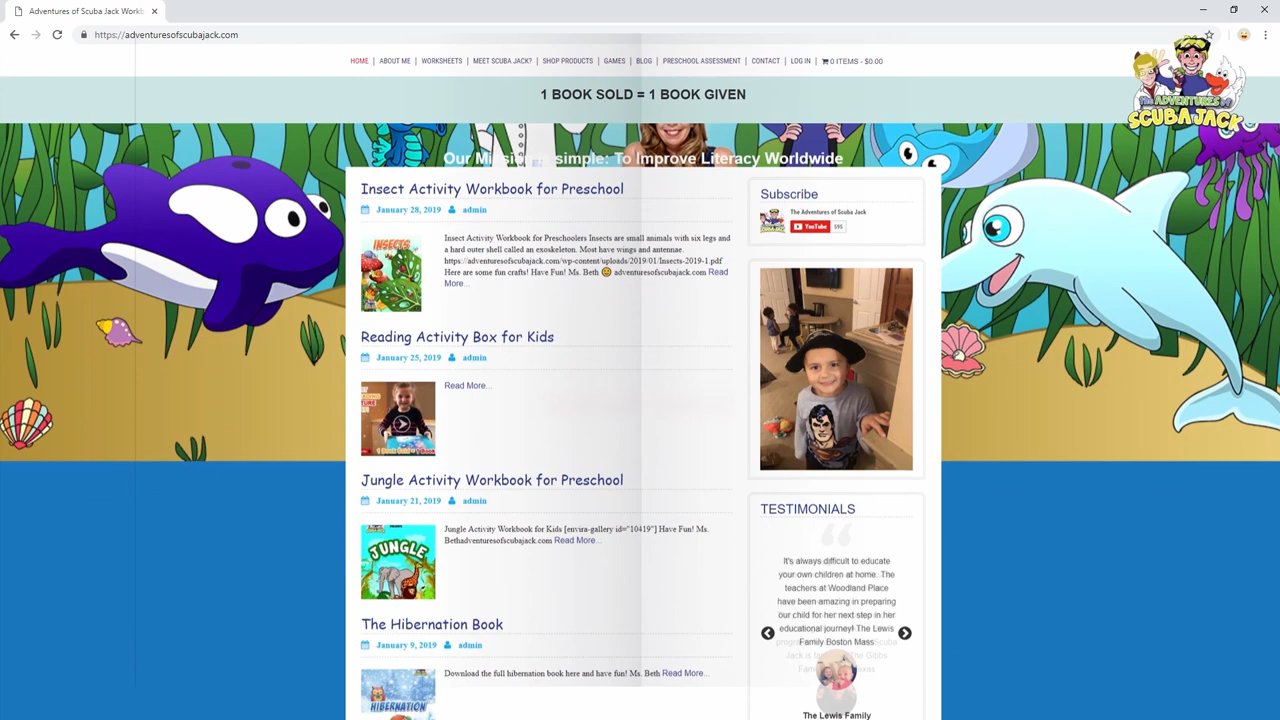 Adventures of Scuba Jack Workb
https://adventuresofscubajack.com
HOME | ABOUT ME | WORKSHEETS | MEET SCUBA JACK? | SHOP PRODUCTS | GAMES | BLOG | PRESCHOOL ASSESSMENT | CONTACT | LOG IN | 0 ITEMS - $0.00
The ADVENTURES OF
SCUBA JACK
1 BOOK SOLD = 1 BOOK GIVEN
Our simple: To Improve Literacy Worldwide
Insect Activity Workbook for Preschool
January 28, 2019 admin
INSECTS
Insect Activity Workbook for Preschoolers Insects are small animals with six legs and
a hard outer shell called an exoskeleton. Most have wings and antennae.
https://adventuresofscubajack.com/wp-content/uploads/2019/01/Insects-2019-1.pdf
Here are some fun crafts! Have Fun! Ms. Beth adventuresofscubajack.com Read
More...
Reading Activity Box for Kids
January 25, 2019 admin
Read More...
Jungle Activity Workbook for Preschool
January 21, 2019 admin
JUNGLE
Jungle Activity Workbook for Kids [envira-gallery id="10419"] Have Fun! Ms.
Bethadventuresofscubajack.com Read More...
The Hibernation Book
January 9, 2019 admin
HIBERNATION
Download the full hibernation book here and have fun! Ms. Beth Read More...
Subscribe
The Adventures of Scuba Jack
YouTube 595
TESTIMONIALS
It's always difficult to educate
your own children at home. The
teachers at Woodland Place
have been amazing in preparing
our child for her next step in her
educational journey! The Lewis
Family Boston Mass
The Lewis Family